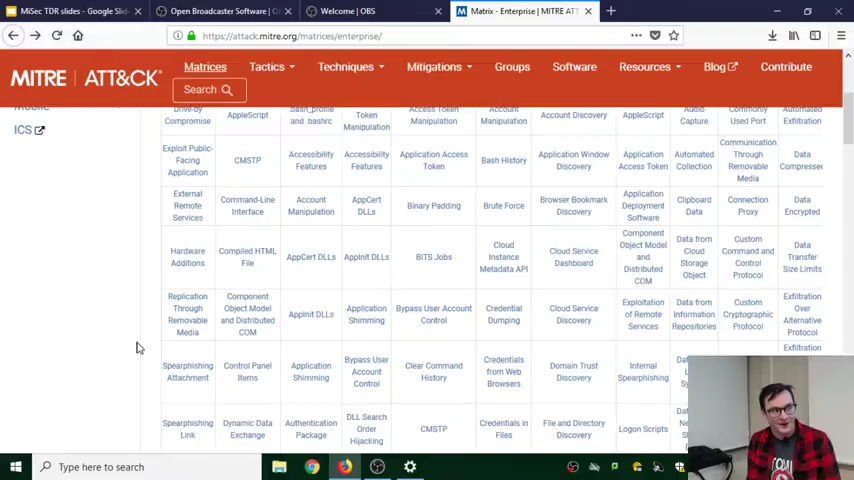 MiSec TDR slides - Google Slid
Open Broadcaster Software | O
Welcome | OBS
Matrix - Enterprise | MITRE ATT
https://attack.mitre.org/matrices/enterprise/
MITRE | ATT&CK
Matrices
Tactics
Techniques
Mitigations
Groups
Software
Resources
Blog
Contribute
Search
Mobile
ICS
Drive-by
Compromise
AppleScript
.bash_profile
and .bashrc
Access Token
Manipulation
Account
Manipulation
Account Discovery
AppleScript
Audio
Capture
Commonly
Used Port
Automated
Exfiltration
Token
Manipulation
Exploit Public-
Facing
Application
CMSTP
Accessibility
Features
Accessibility
Features
Application Access
Token
Bash History
Application Window
Discovery
Application
Access Token
Automated
Collection
Communication
Through
Removable
Media
Data
Compressed
External
Remote
Services
Command-Line
Interface
Account
Manipulation
AppCert
DLLs
Binary Padding
Brute Force
Browser Bookmark
Discovery
Application
Deployment
Software
Clipboard
Data
Connection
Proxy
Data
Encrypted
Hardware
Additions
Compiled HTML
File
AppCert DLLs
AppInit DLLs
BITS Jobs
Cloud
Instance
Metadata API
Cloud Service
Dashboard
Component
Object Model
and
Distributed
COM
Data from
Cloud
Storage
Object
Custom
Command and
Control
Protocol
Data
Transfer
Size Limits
Replication
Through
Removable
Media
Component
Object Model
and Distributed
COM
AppInit DLLs
Application
Shimming
Bypass User Account
Control
Credential
Dumping
Cloud Service
Discovery
Exploitation
of Remote
Services
Data from
Information
Repositories
Custom
Cryptographic
Protocol
Exfiltration
Over
Alternative
Protocol
Spearphishing
Attachment
Control Panel
Items
Application
Shimming
Bypass
User
Account
Control
Clear Command
History
Credentials
from Web
Browsers
Domain Trust
Discovery
Internal
Spearphishing
Exfiltration
Spearphishing
Link
Dynamic Data
Exchange
Authentication
Package
DLL Search
Order
Hijacking
CMSTP
Credentials in
Files
File and Directory
Discovery
Logon Scripts
Type here to search